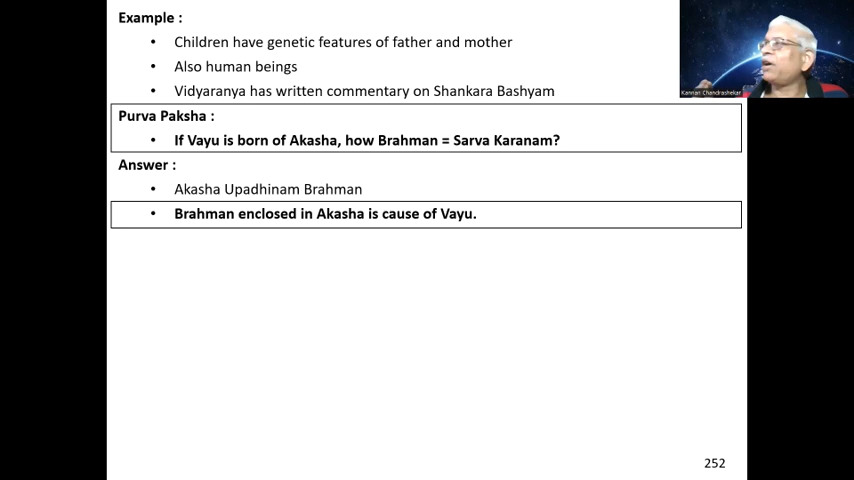 Example :
• Children have genetic features of father and mother
• Also human beings
• Vidyaranya has written commentary on Shankara Bashyam
Kannan Chandrashekar
Purva Paksha :
• If Vayu is born of Akasha, how Brahman = Sarva Karanam?
Answer :
• Akasha Upadhinam Brahman
• Brahman enclosed in Akasha is cause of Vayu.
252